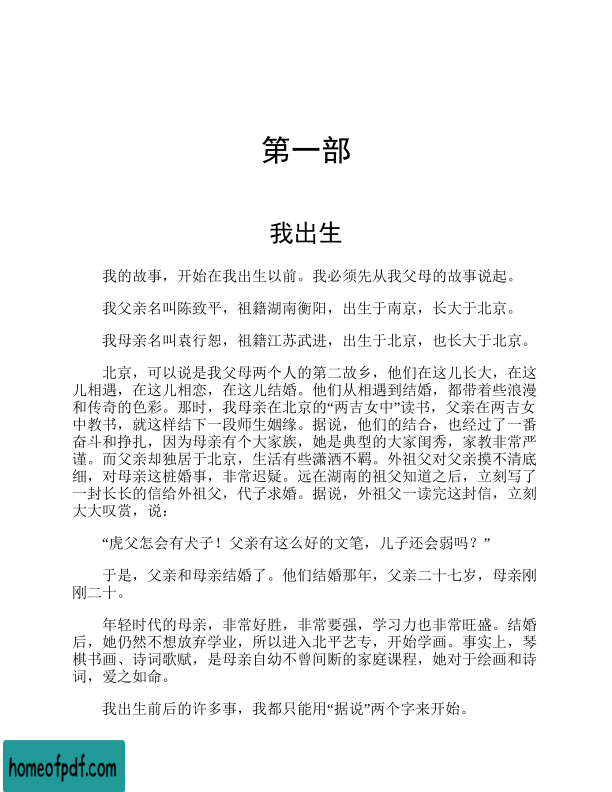 第一部
我出生
我的故事，开始在我出生以前。我必须先从我父母的故事说起。
我父亲名叫陈致平，祖籍湖南衡阳，出生于南京，长大于北京。
我母亲名叫袁行恕，祖籍江苏武进，出生于北京，也长大于北京。
北京，可以说是我父母两个人的第二故乡，他们在这儿长大，在这
儿相遇，在这儿相恋，在这儿结婚。他们从相遇到结婚，都带着些浪漫
和传奇的色彩。那时，我母亲在北京的“两吉女中”读书，父亲在两吉女
中教书，就这样结下一段师生姻缘。据说，他们的结合，也经过了一番
奋斗和挣扎，因为母亲有个大家族，她是典型的大家闺秀，家教非常严
谨。而父亲却独居于北京，生活有些潇洒不羁。外祖父对父亲摸不清底
细，对母亲这桩婚事，非常迟疑。远在湖南的祖父知道之后，立刻写了
一封长长的信给外祖父，代子求婚。据说，外祖父一读完这封信，立刻
大大叹赏，说：
“虎父怎会有犬子！父亲有这么好的文笔，儿子还会弱吗？”
于是，父亲和母亲结婚了。他们结婚那年，父亲二十七岁，母亲刚
刚二十。
年轻时代的母亲，非常好胜，非常要强，学习力也非常旺盛。结婚
后，她仍然不想放弃学业，所以进入北平艺专，开始学画。事实上，琴
棋书画、诗词歌赋，是母亲自幼不曾间断的家庭课程，她对于绘画和诗
词，爱之如命。
我出生前后的许多事，我都只能用“据说”两个字来开始。
homeofpdf.com